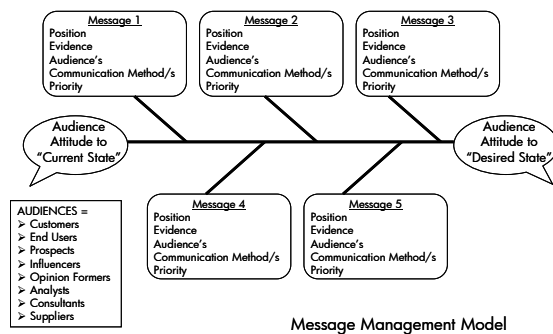 Message 1
Position
Evidence
Audience's
Communication Method/s
Priority
Message 2
Position
Evidence
Audience's
Communication Method/s
Priority
Message 3
Position
Evidence
Audience's
Communication Method/s
Priority
Audience
Attitude to
“Current State”
Audience
Attitude to
“Desired State”
Message 4
Position
Evidence
Audience's
Communication Method/s
Priority
Message 5
Position
Evidence
Audience's
Communication Method/s
Priority
AUDIENCES =
➢ Customers
➢ End Users
➢ Prospects
➢ Influencers
➢ Opinion Formers
➢ Analysts
➢ Consultants
➢ Suppliers
Message Management Model